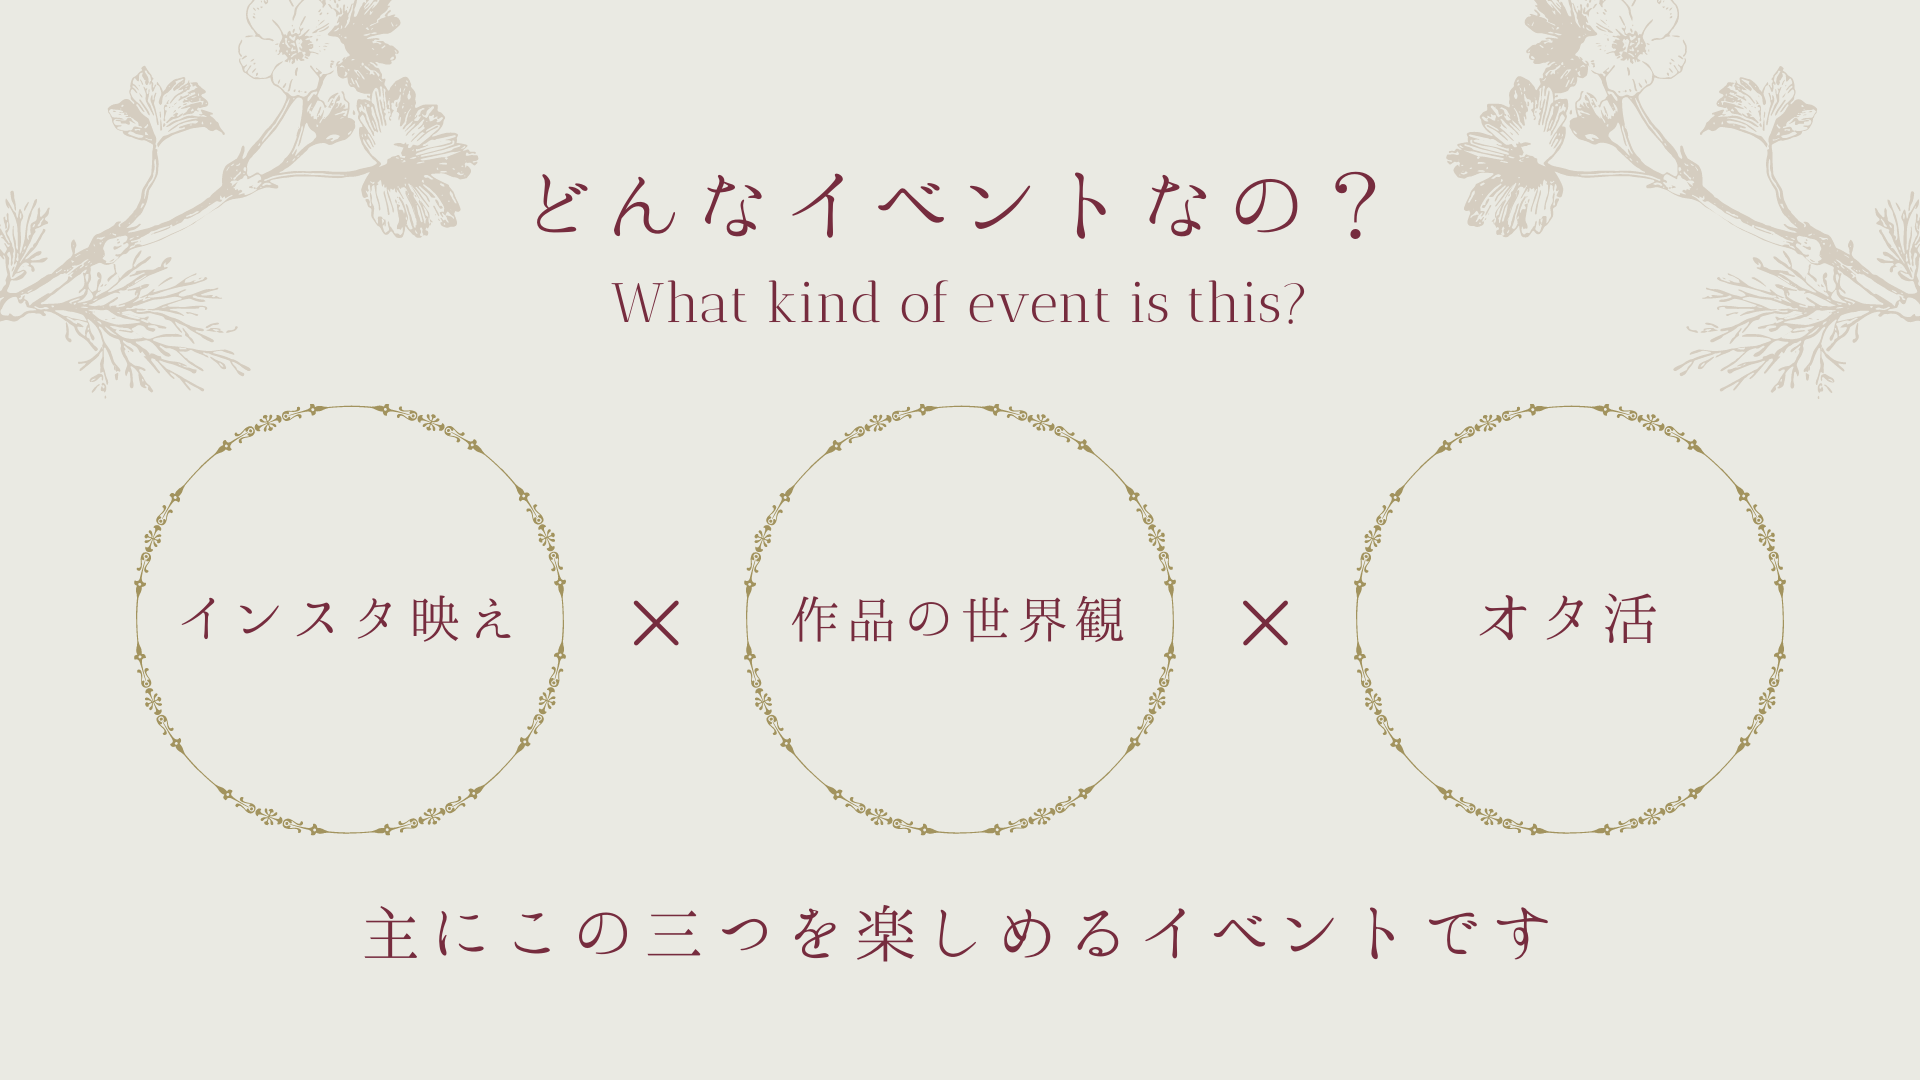 どんなイベントなの？
What kind of event is this?
インスタ映え × 作品の世界観 × オタ活
主にこの三つを楽しめるイベントです